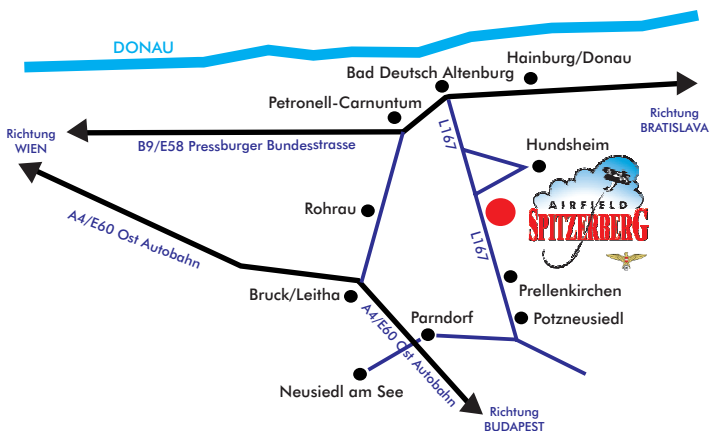 DONAU
Hainburg/Donau
Bad Deutsch Altenburg
Petronell-Carnuntum
Richtung
BRATISLAVA
Richtung
WIEN
B9/E58 Pressburger Bundesstrasse
L167
Hundsheim
A4/E60 Ost Autobahn
Rohrau
AIRFIELD
SPITZERBERG
L167
Bruck/Leitha
Prellenkirchen
A4/E60 Ost Autobahn
Parndorf
Potzneusiedl
Neusiedl am See
Richtung
BUDAPEST